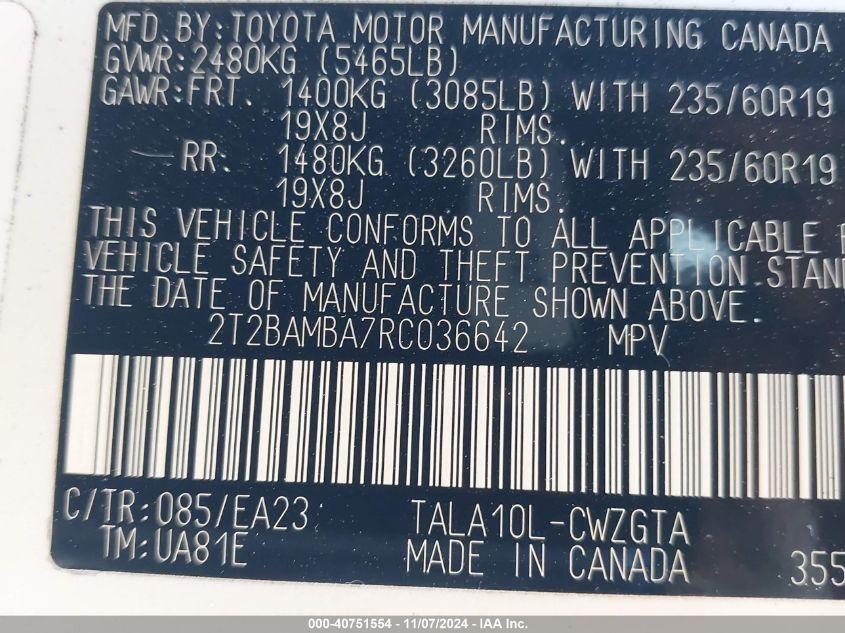 MFD.BY:TOYOTA MOTOR MANUFACTURING CANADA
GVWR:2480KG (5465LB)
GAWR:FRT. 1400KG (3085LB) WITH 235/60R19
19X8J RIMS.
RR. 1480KG (3260LB) WITH 235/60R19
19X8J RIMS.
THIS VEHICLE CONFORMS TO ALL APPLICABLE
VEHICLE SAFETY AND THEFT PREVENTION STAN
THE DATE OF MANUFACTURE SHOWN ABOVE.
2T2BAMBA7RC036642 MPV
C/TR:085/EA23 TALA10L-CWZGTA
TM:UA81E MADE IN CANADA 355
000-40751554 - 11/07/2024 - IAA Inc.